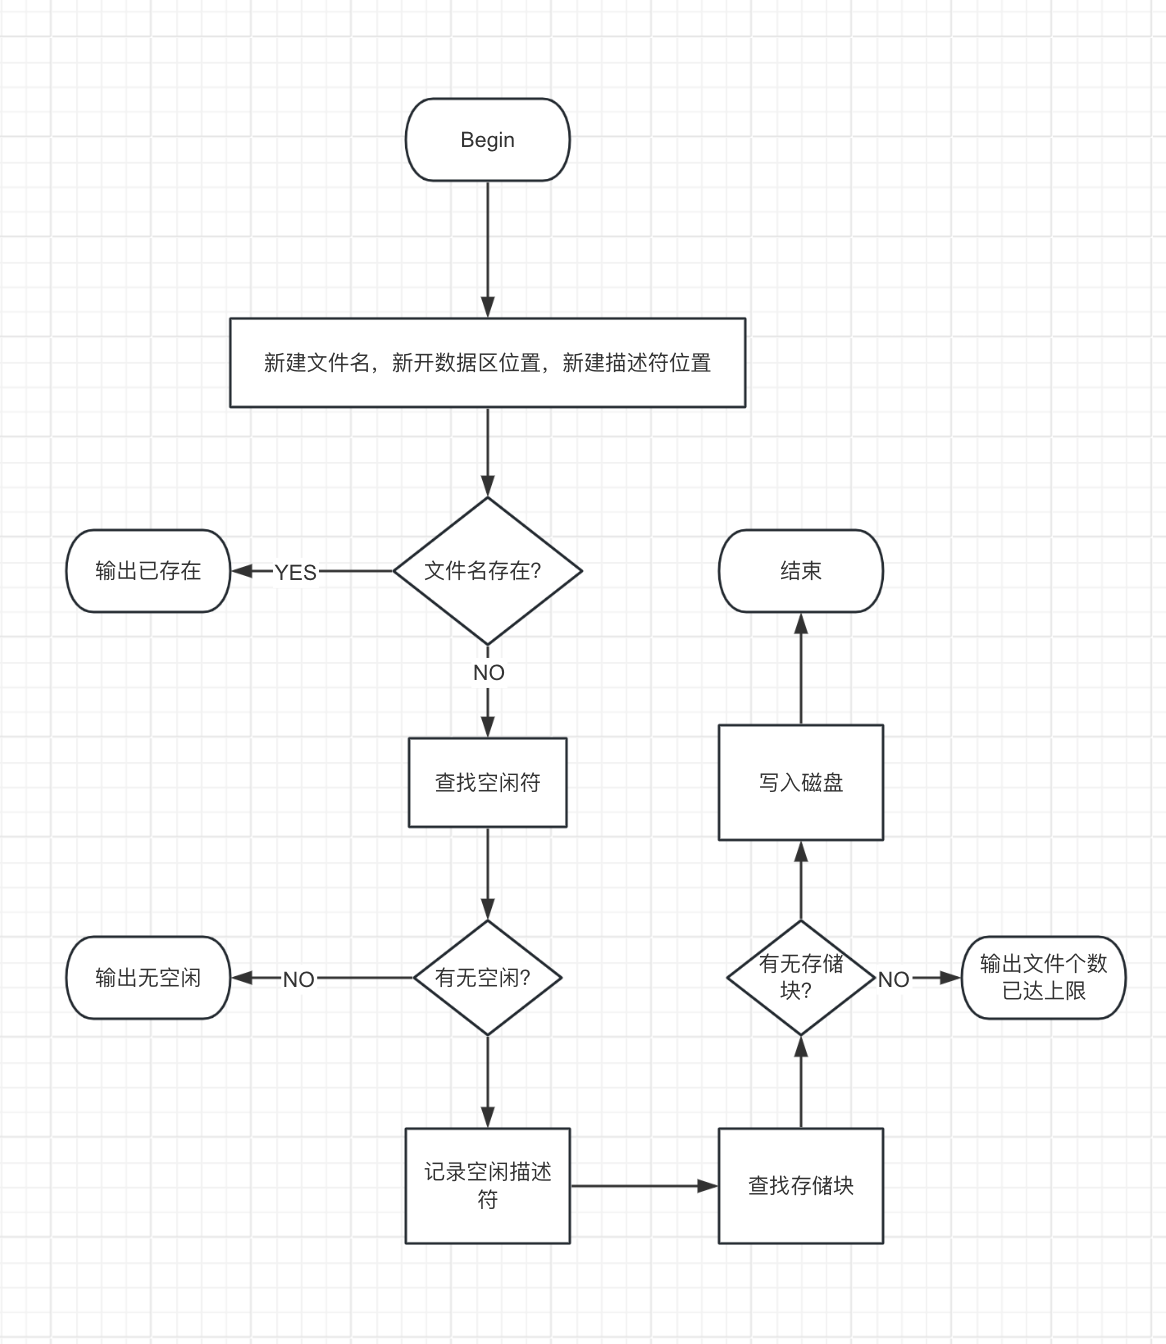 Begin
新建文件名，新开数据区位置，新建描述符位置
文件名存在?
YES
输出已存在
NO
查找空闲符
有无空闲?
NO
输出无空闲
记录空闲描述
符
查找存储块
有无存储
块?
NO
输出文件个数
已达上限
写入磁盘
结束